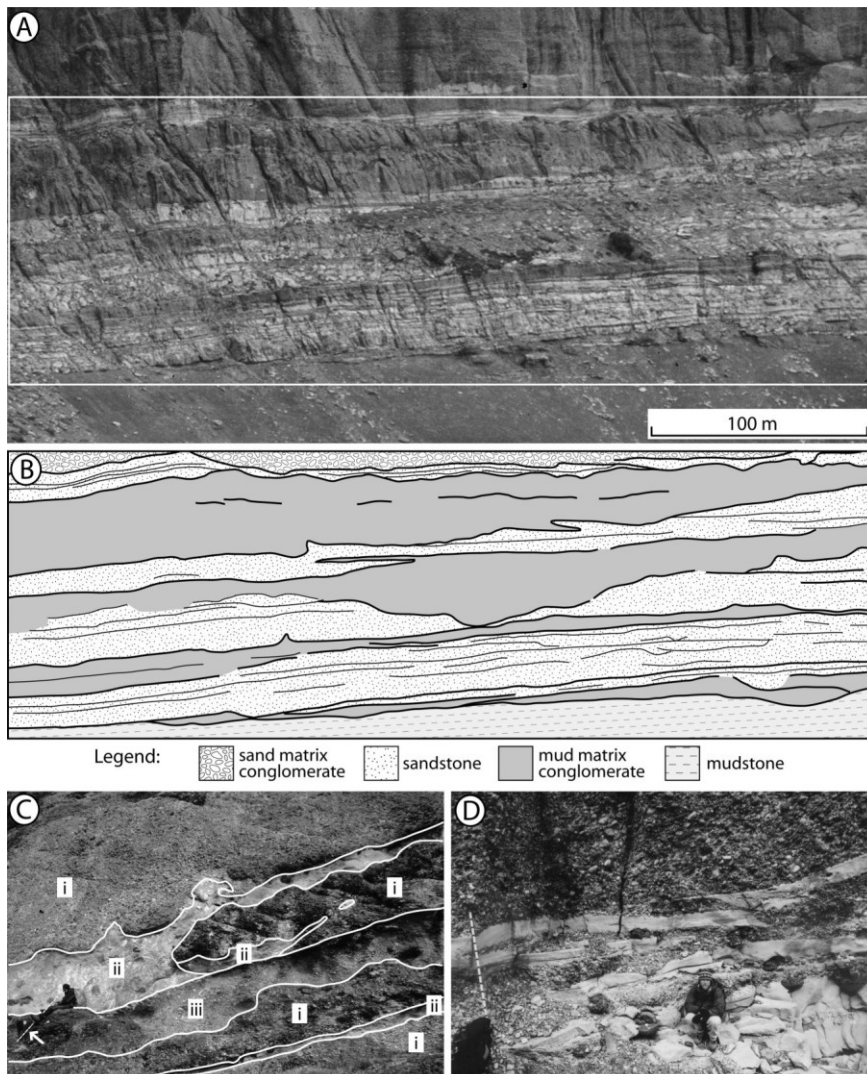 A
100 m
B
Legend:
sand matrix
conglomerate
sandstone
mud matrix
conglomerate
mudstone
C
i
i
ii
ii
iii
i
ii
i
D